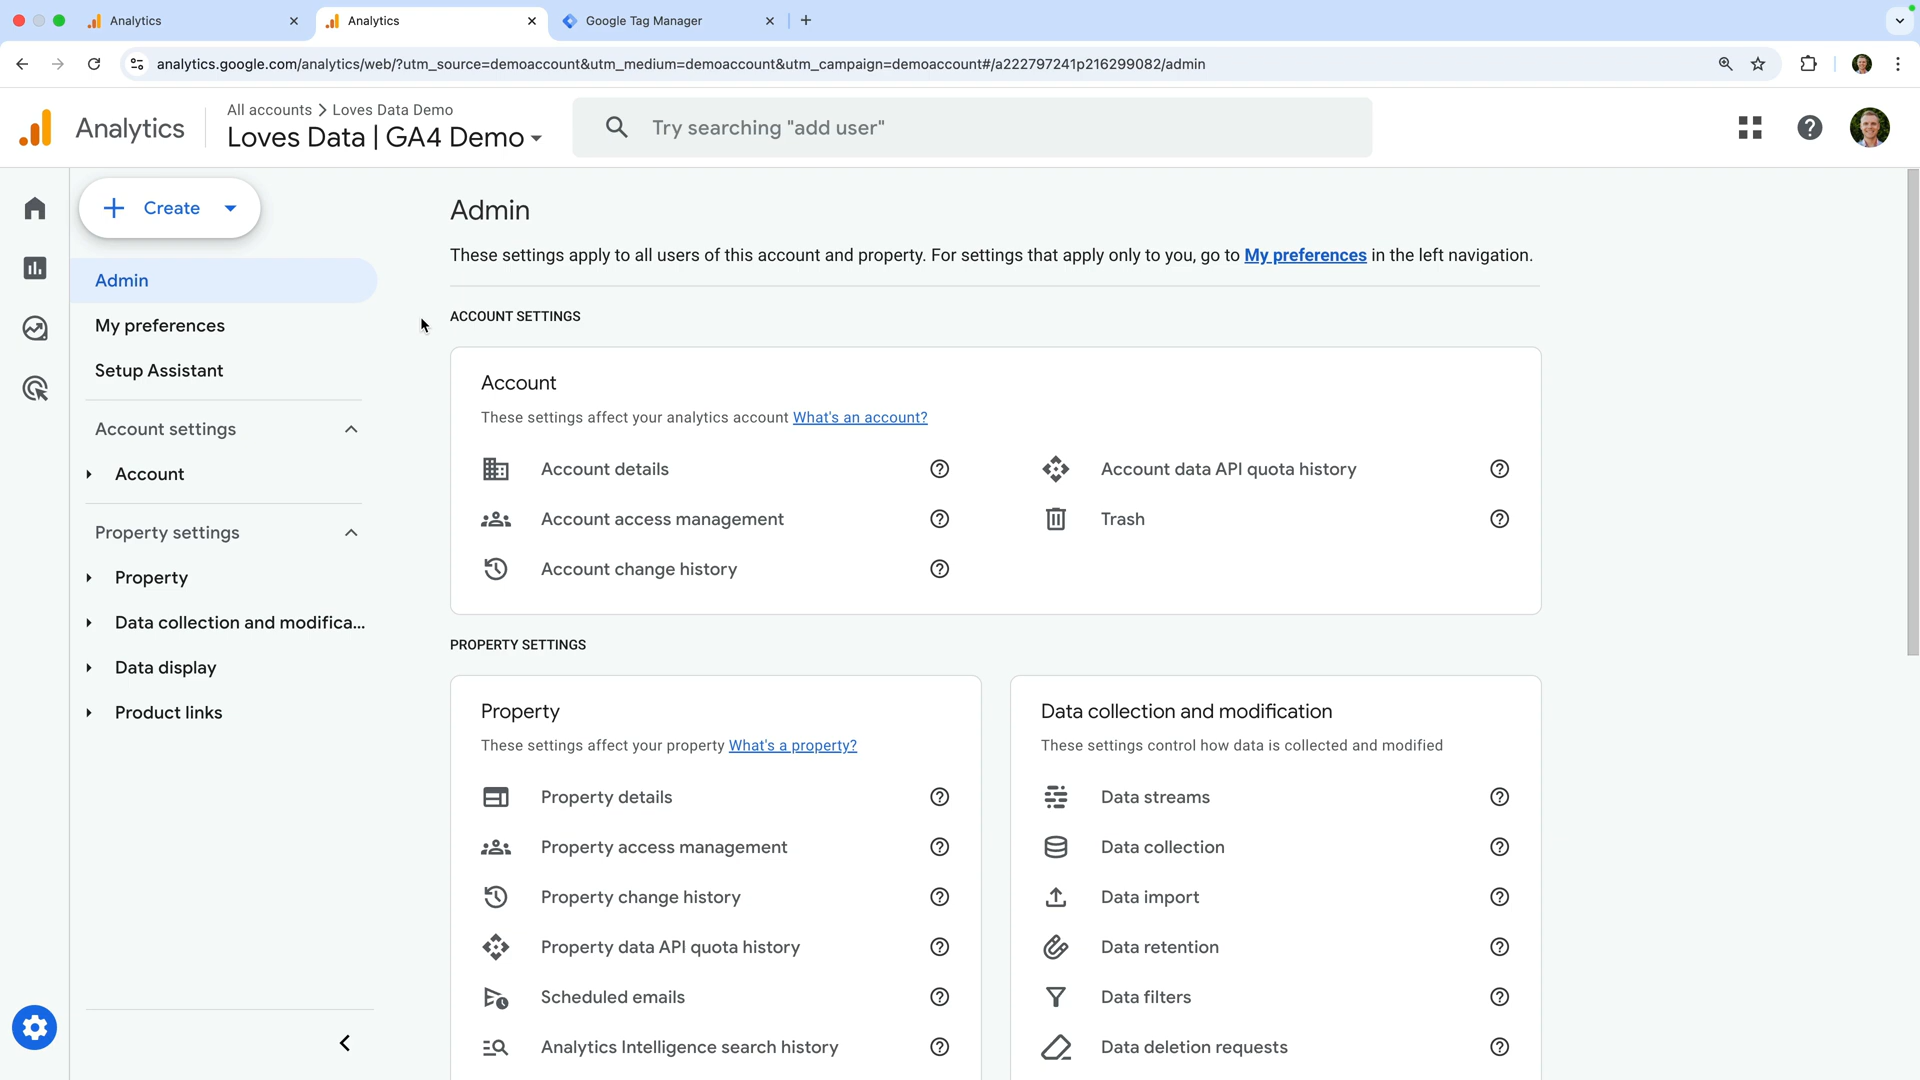 Analytics
Analytics
Google Tag Manager
analytics.google.com/analytics/web/?utm_source=demoaccount&utm_medium=demoaccount&utm_campaign=demoaccount#/a222797241p216299082/admin
Analytics
All accounts > Loves Data Demo
Loves Data | GA4 Demo
Try searching "add user"
Create
Admin
My preferences
Setup Assistant
Account settings
Account
Property settings
Property
Data collection and modifica...
Data display
Product links
Admin
These settings apply to all users of this account and property. For settings that apply only to you, go to My preferences in the left navigation.
ACCOUNT SETTINGS
Account
These settings affect your analytics account What's an account?
Account details
Account access management
Account change history
Account data API quota history
Trash
PROPERTY SETTINGS
Property
These settings affect your property What's a property?
Property details
Property access management
Property change history
Property data API quota history
Scheduled emails
Analytics Intelligence search history
Data collection and modification
These settings control how data is collected and modified
Data streams
Data collection
Data import
Data retention
Data filters
Data deletion requests